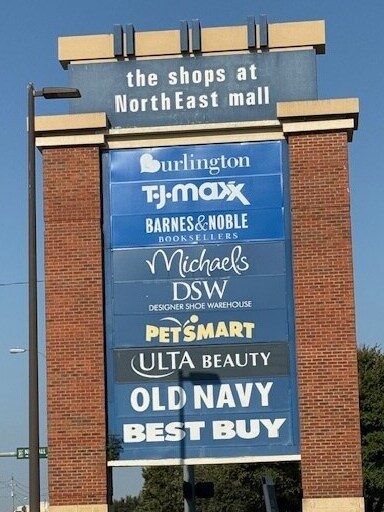 the shops at
NorthEast mall
Burlington
T·J·maxx
BARNES&NOBLE
BOOKSELLERS
Michaels
DSW
DESIGNER SHOE WAREHOUSE
PETSMART
ULTA BEAUTY
OLD NAVY
BEST BUY